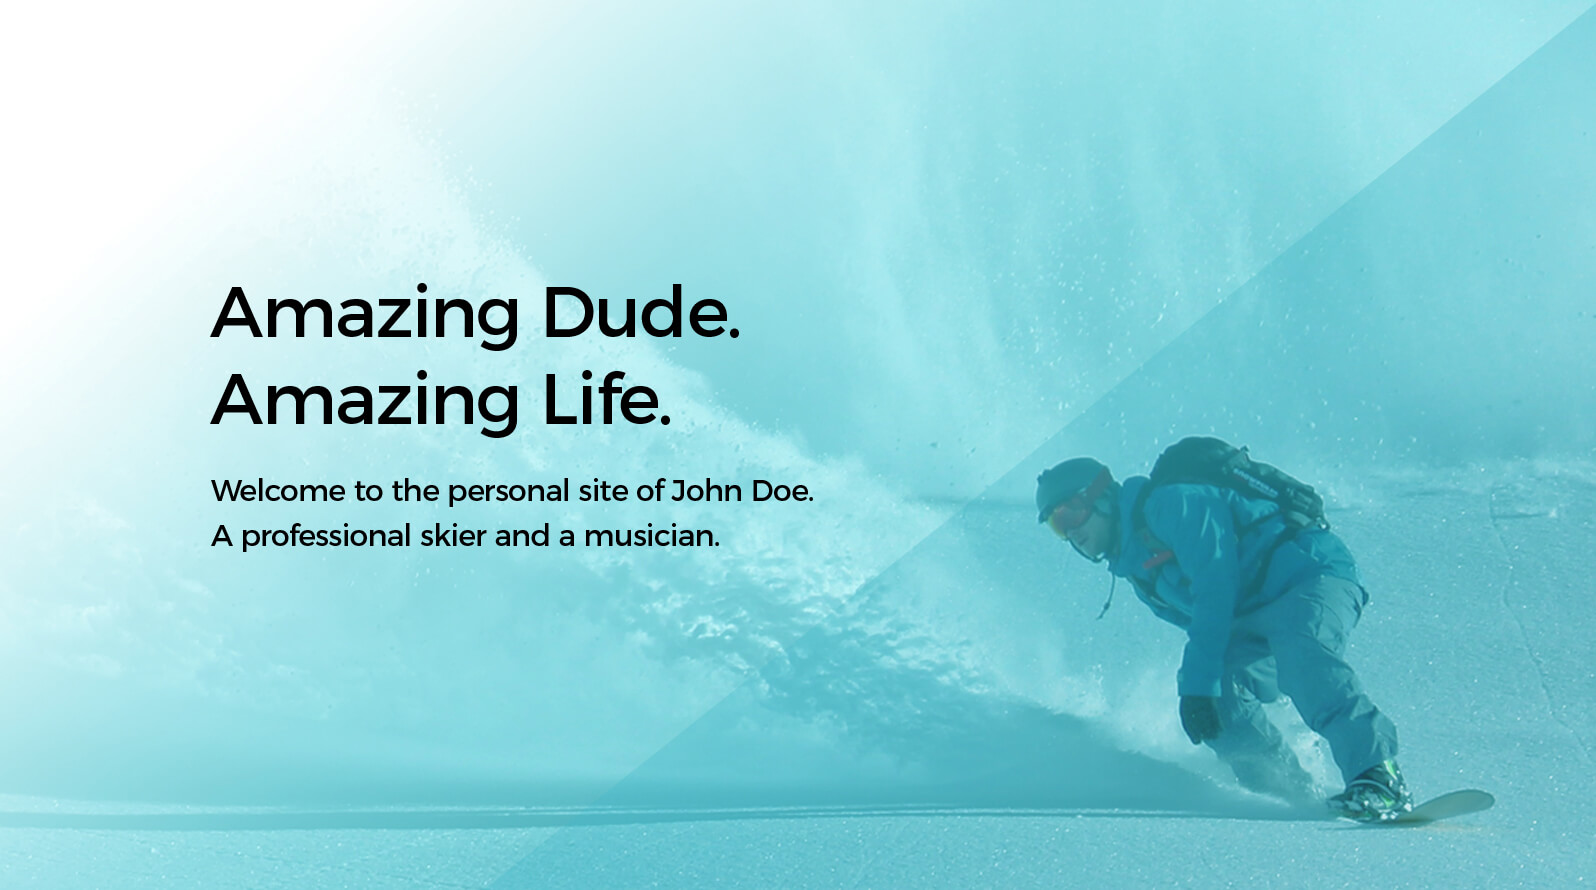 Amazing Dude.
Amazing Life.
Welcome to the personal site of John Doe.
A professional skier and a musician.